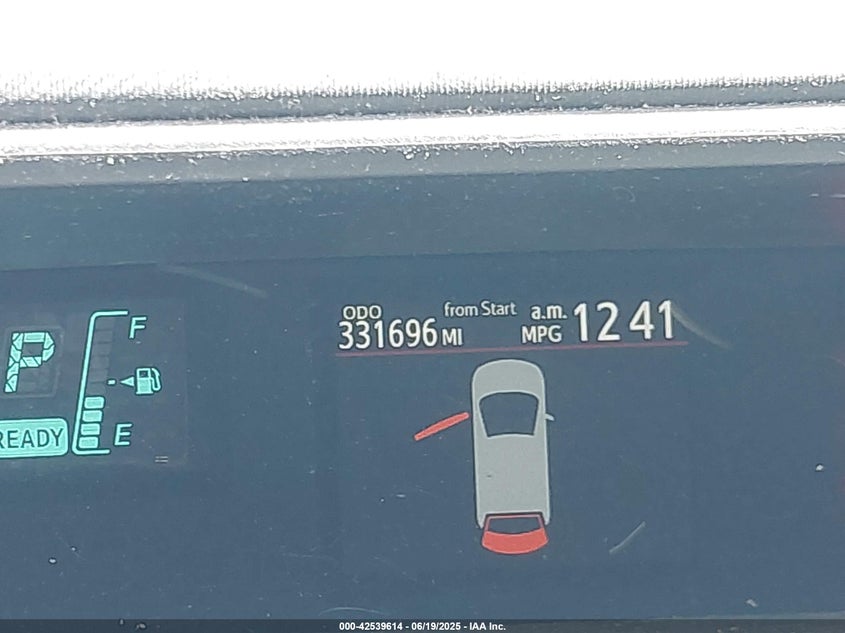 ODO from Start a.m.
331696 MI MPG 12 41
F
P
READY E
000-42539614 - 06/19/2025 - IAA Inc.